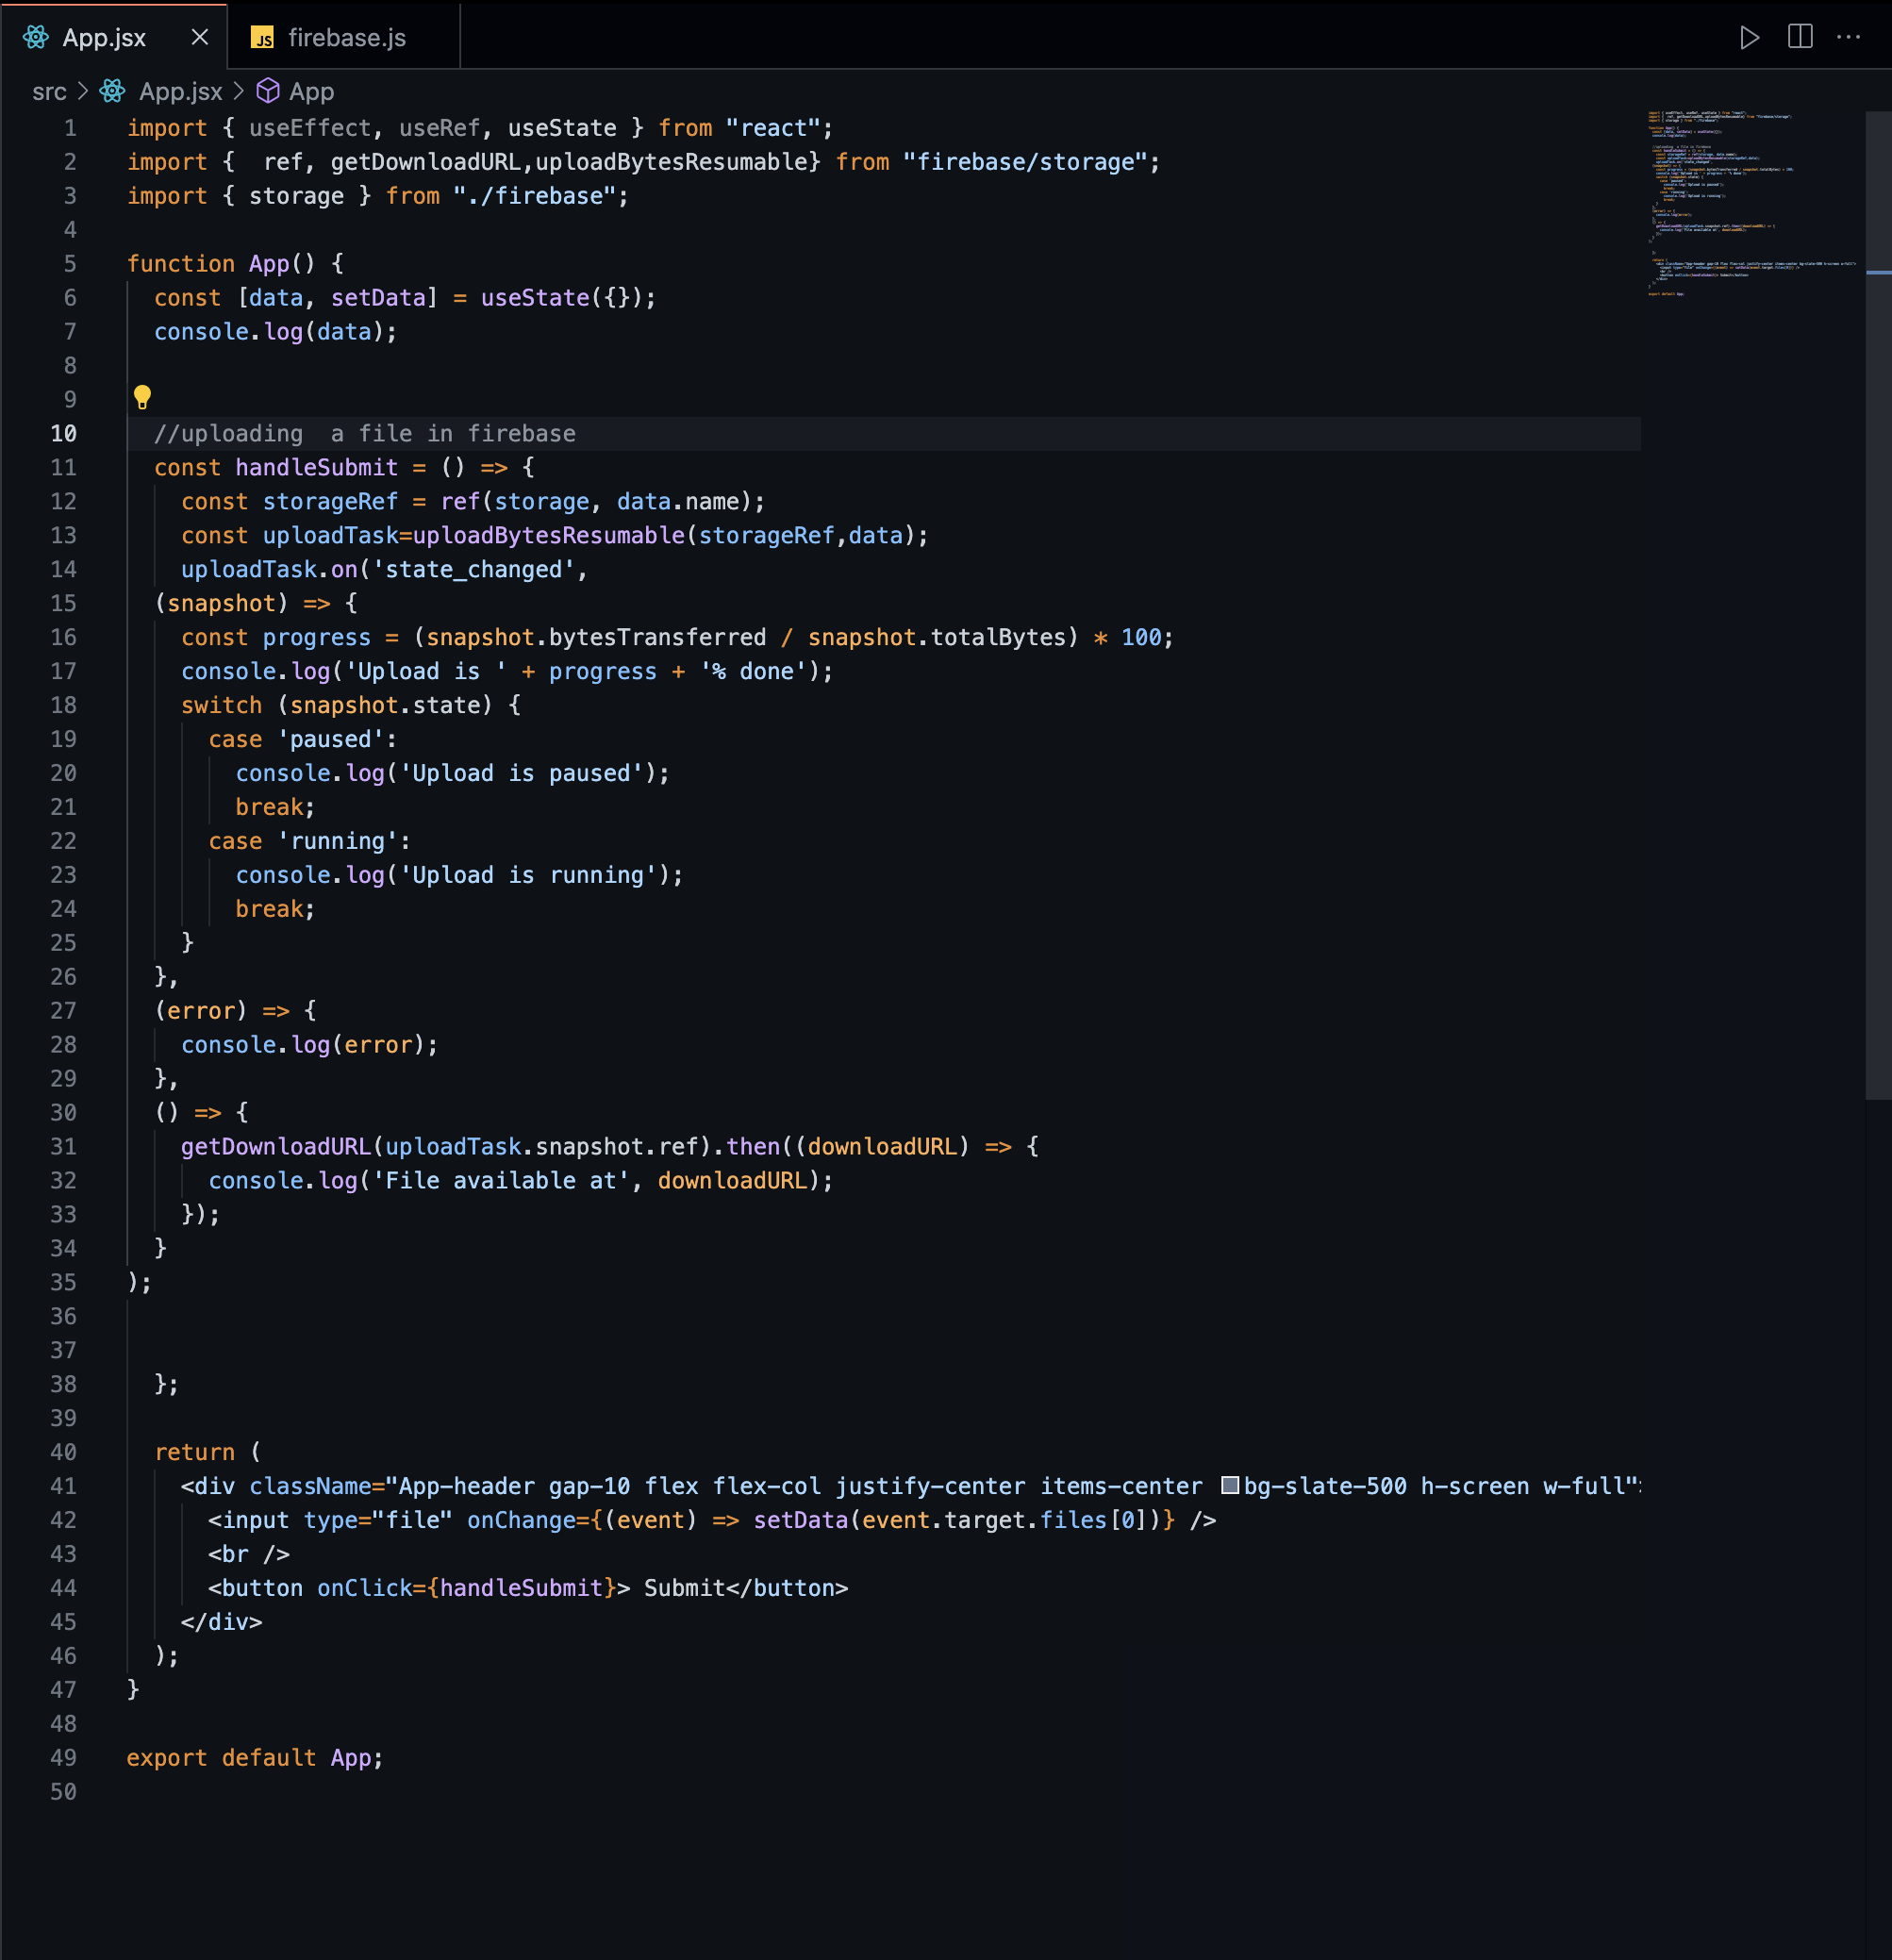 App.jsx
JS firebase.js
src > App.jsx > App
1 import { useEffect, useRef, useState } from "react";
2 import {  ref, getDownloadURL,uploadBytesResumable} from "firebase/storage";
3 import { storage } from "./firebase";
4
5 function App() {
6   const [data, setData] = useState({});
7   console.log(data);
8
9
10   //uploading  a file in firebase
11   const handleSubmit = () => {
12     const storageRef = ref(storage, data.name);
13     const uploadTask=uploadBytesResumable(storageRef,data);
14     uploadTask.on('state_changed',
15   (snapshot) => {
16     const progress = (snapshot.bytesTransferred / snapshot.totalBytes) * 100;
17     console.log('Upload is ' + progress + '% done');
18     switch (snapshot.state) {
19       case 'paused':
20         console.log('Upload is paused');
21         break;
22       case 'running':
23         console.log('Upload is running');
24         break;
25     }
26   },
27   (error) => {
28     console.log(error);
29   },
30   () => {
31     getDownloadURL(uploadTask.snapshot.ref).then((downloadURL) => {
32       console.log('File available at', downloadURL);
33     });
34   }
35 );
36
37
38   };
39
40   return (
41     <div className="App-header gap-10 flex flex-col justify-center items-center bg-slate-500 h-screen w-full">
42       <input type="file" onChange={(event) => setData(event.target.files[0])} />
43       <br />
44       <button onClick={handleSubmit}> Submit</button>
45     </div>
46   );
47 }
48
49 export default App;
50